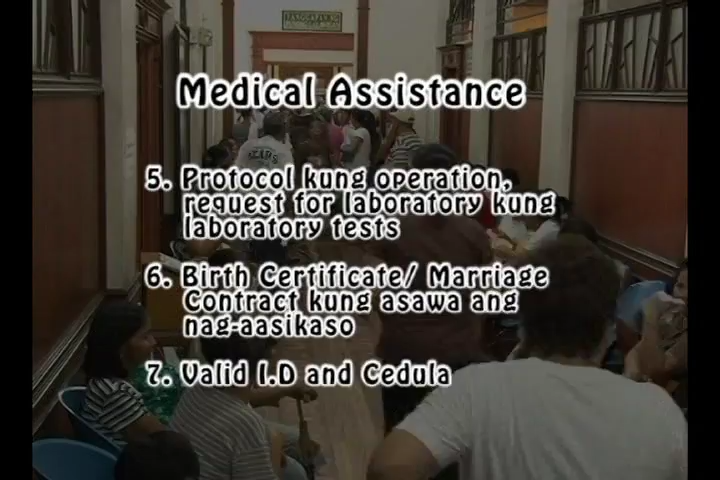 Medical Assistance
5. Protocol kung operation,
request for laboratory kung
laboratory tests
6. Birth Certificate/ Marriage
Contract kung asawa ang
nag-aasikaso
7. Valid I.D and Cedula